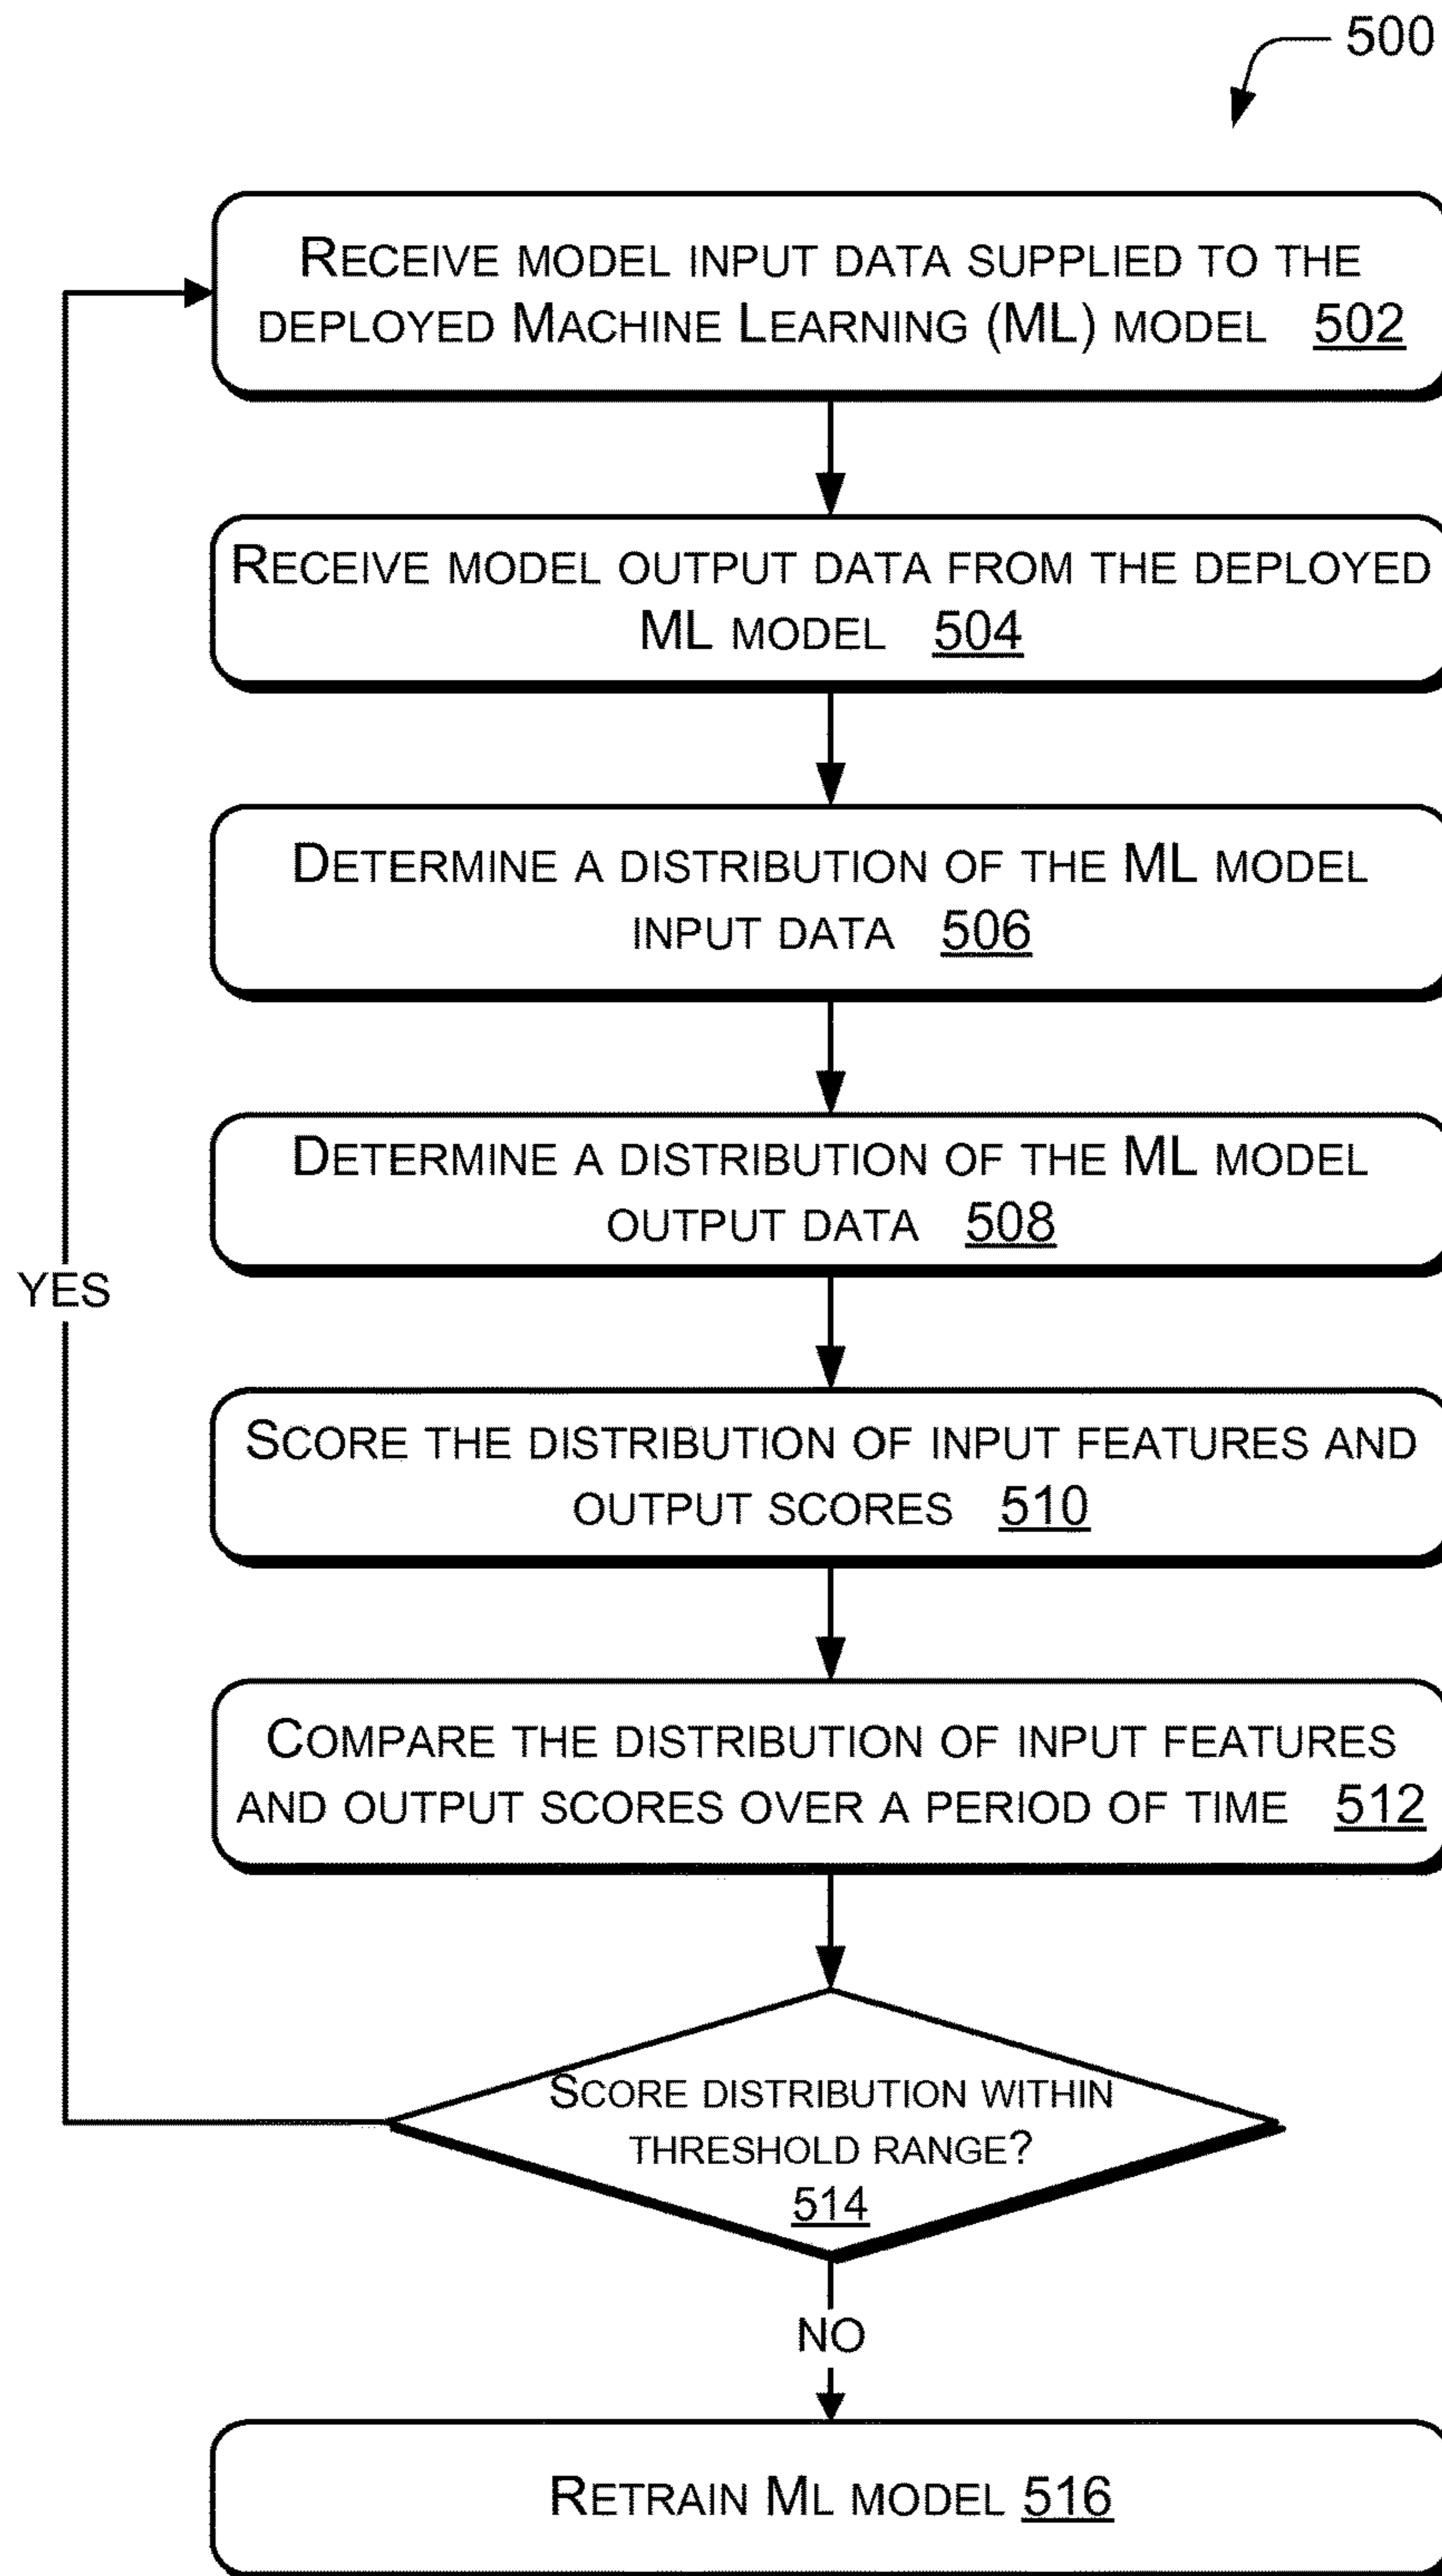 500
Receive model input data supplied to the
deployed Machine Learning (ML) model 502
Receive model output data from the deployed
ML model 504
Determine a distribution of the ML model
input data 506
Determine a distribution of the ML model
output data 508
YES
Score the distribution of input features and
output scores 510
Compare the distribution of input features
and output scores over a period of time 512
Score distribution within
threshold range?
514
NO
Retrain Ml model 516